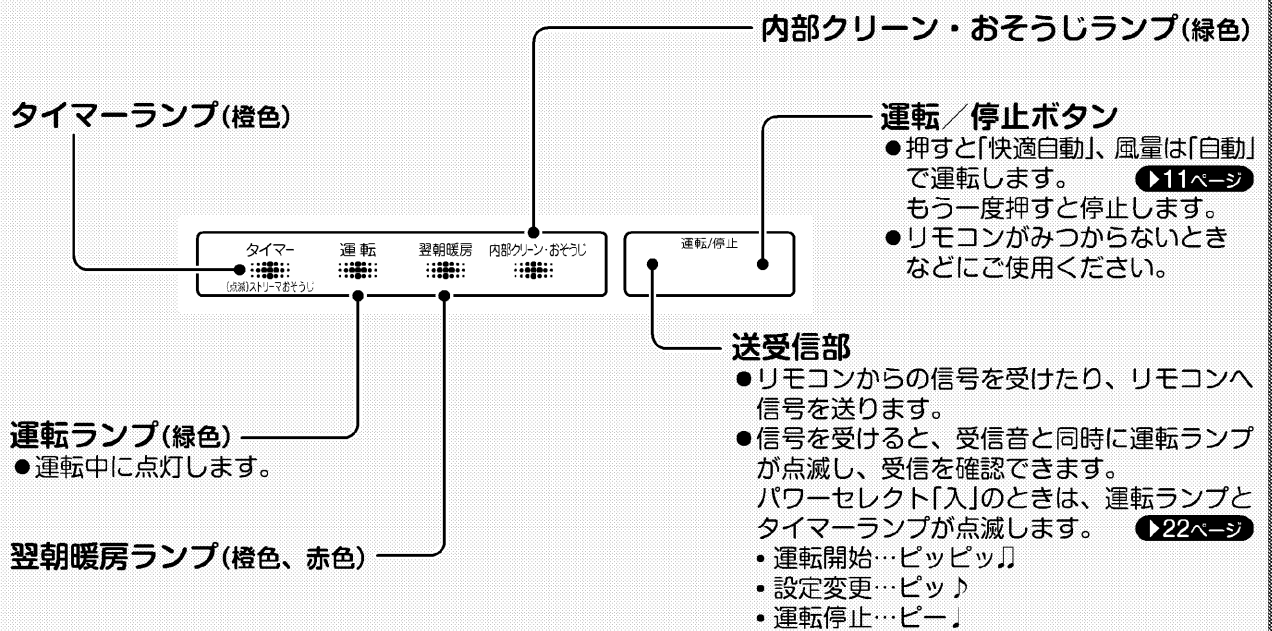 内部クリーン・おそうじランプ(緑色)
タイマーランプ(橙色)
運転／停止ボタン
●押すと「快適自動」、風量は「自動」
で運転します。 ▶11ページ
もう一度押すと停止します。
●リモコンがみつからないとき
などにご使用ください。
タイマー 運転 翌朝暖房 内部クリーン・おそうじ
(点滅)ストリーマおそうじ
運転/停止
送受信部
●リモコンからの信号を受けたり、リモコンへ
信号を送ります。
●信号を受けると、受信音と同時に運転ランプ
が点滅し、受信を確認できます。
パワーセレクト「入」のときは、運転ランプと
タイマーランプが点滅します。 ▶22ページ
・運転開始…ピッピッ♫
・設定変更…ピッ♪
・運転停止…ピー♩
運転ランプ(緑色)
●運転中に点灯します。
翌朝暖房ランプ(橙色、赤色)